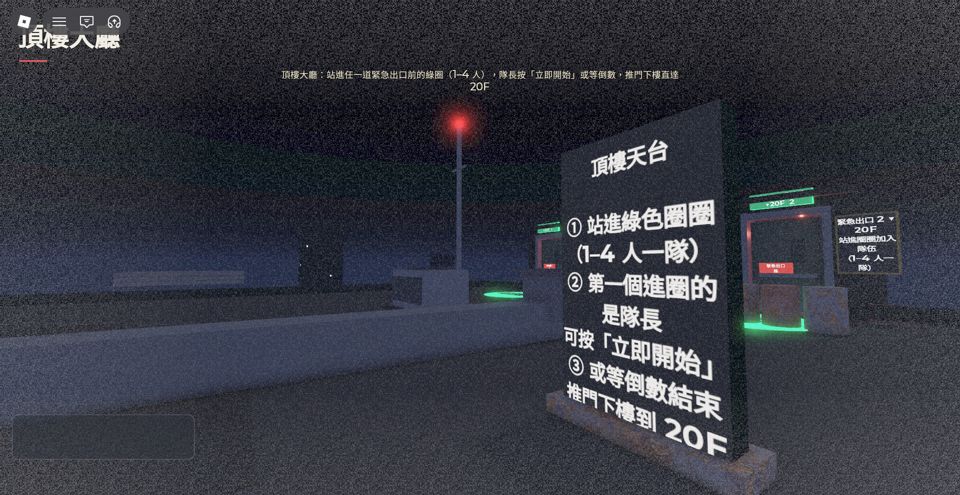 頂樓大廳
頂樓大廳：站進任一道緊急出口前的綠圈（1–4 人），隊長按「立即開始」或等倒數，推門下樓直達
20F
頂樓天台
① 站進綠色圈圈
（1–4 人一隊）
② 第一個進圈的
是隊長
可按「立即開始」
③ 或等倒數結束
推門下樓到 20F
緊急出口 2 ▼
20F
站進圈圈加入
隊伍
（1–4 人一
隊）